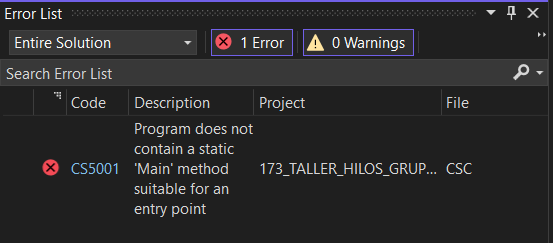 Error List
Entire Solution
1 Error
0 Warnings
Search Error List
Code Description Project File
CS5001 Program does not
contain a static
'Main' method
suitable for an
entry point
173_TALLER_HILOS_GRUP... CSC